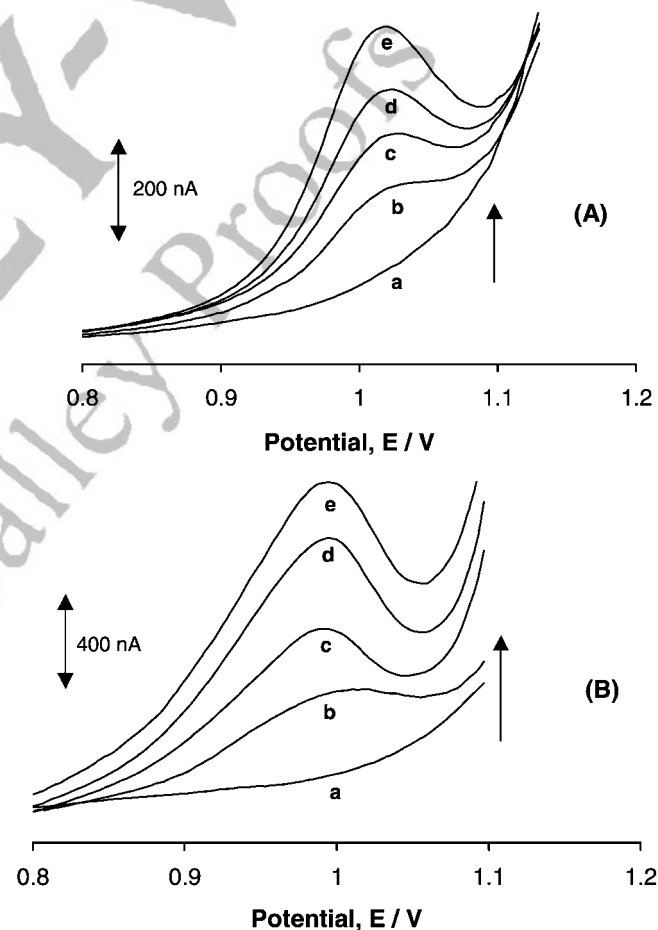 e
d
c
200 nA
b
(A)
a
0.8 0.9 1 1.1 1.2
Potential, E / V
e
d
400 nA
c
b
(B)
a
0.8 0.9 1 1.1 1.2
Potential, E / V